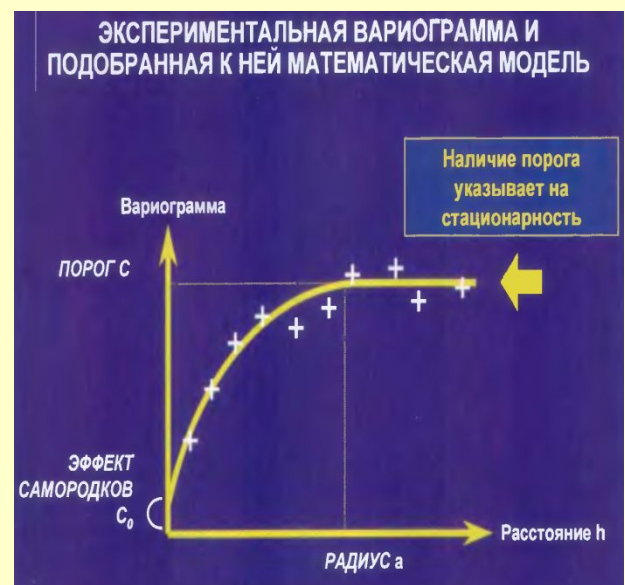 ЭКСПЕРИМЕНТАЛЬНАЯ ВАРИОГРАММА И
ПОДОБРАННАЯ К НЕЙ МАТЕМАТИЧЕСКАЯ МОДЕЛЬ
Наличие порога
указывает на
стационарность
Вариограмма
ПОРОГ С
ЭФФЕКТ
САМОРОДКОВ
C₀
Расстояние h
РАДИУС a